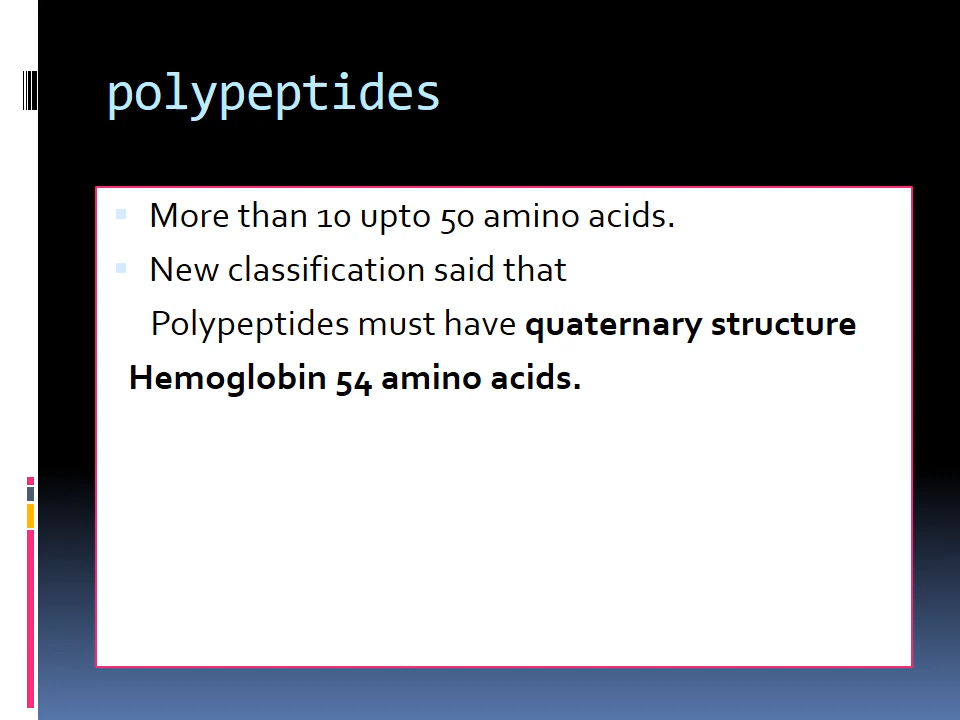 polypeptides
More than 10 upto 50 amino acids.
New classification said that
Polypeptides must have quaternary structure
Hemoglobin 54 amino acids.